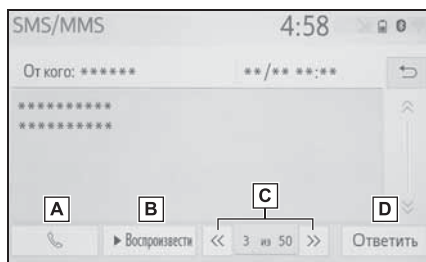 SMS/MMS 4:58
От кого: ****** **/** **:**
**********
**********
A B C D
▶ Воспроизвести << 3 из 50 >> Ответить